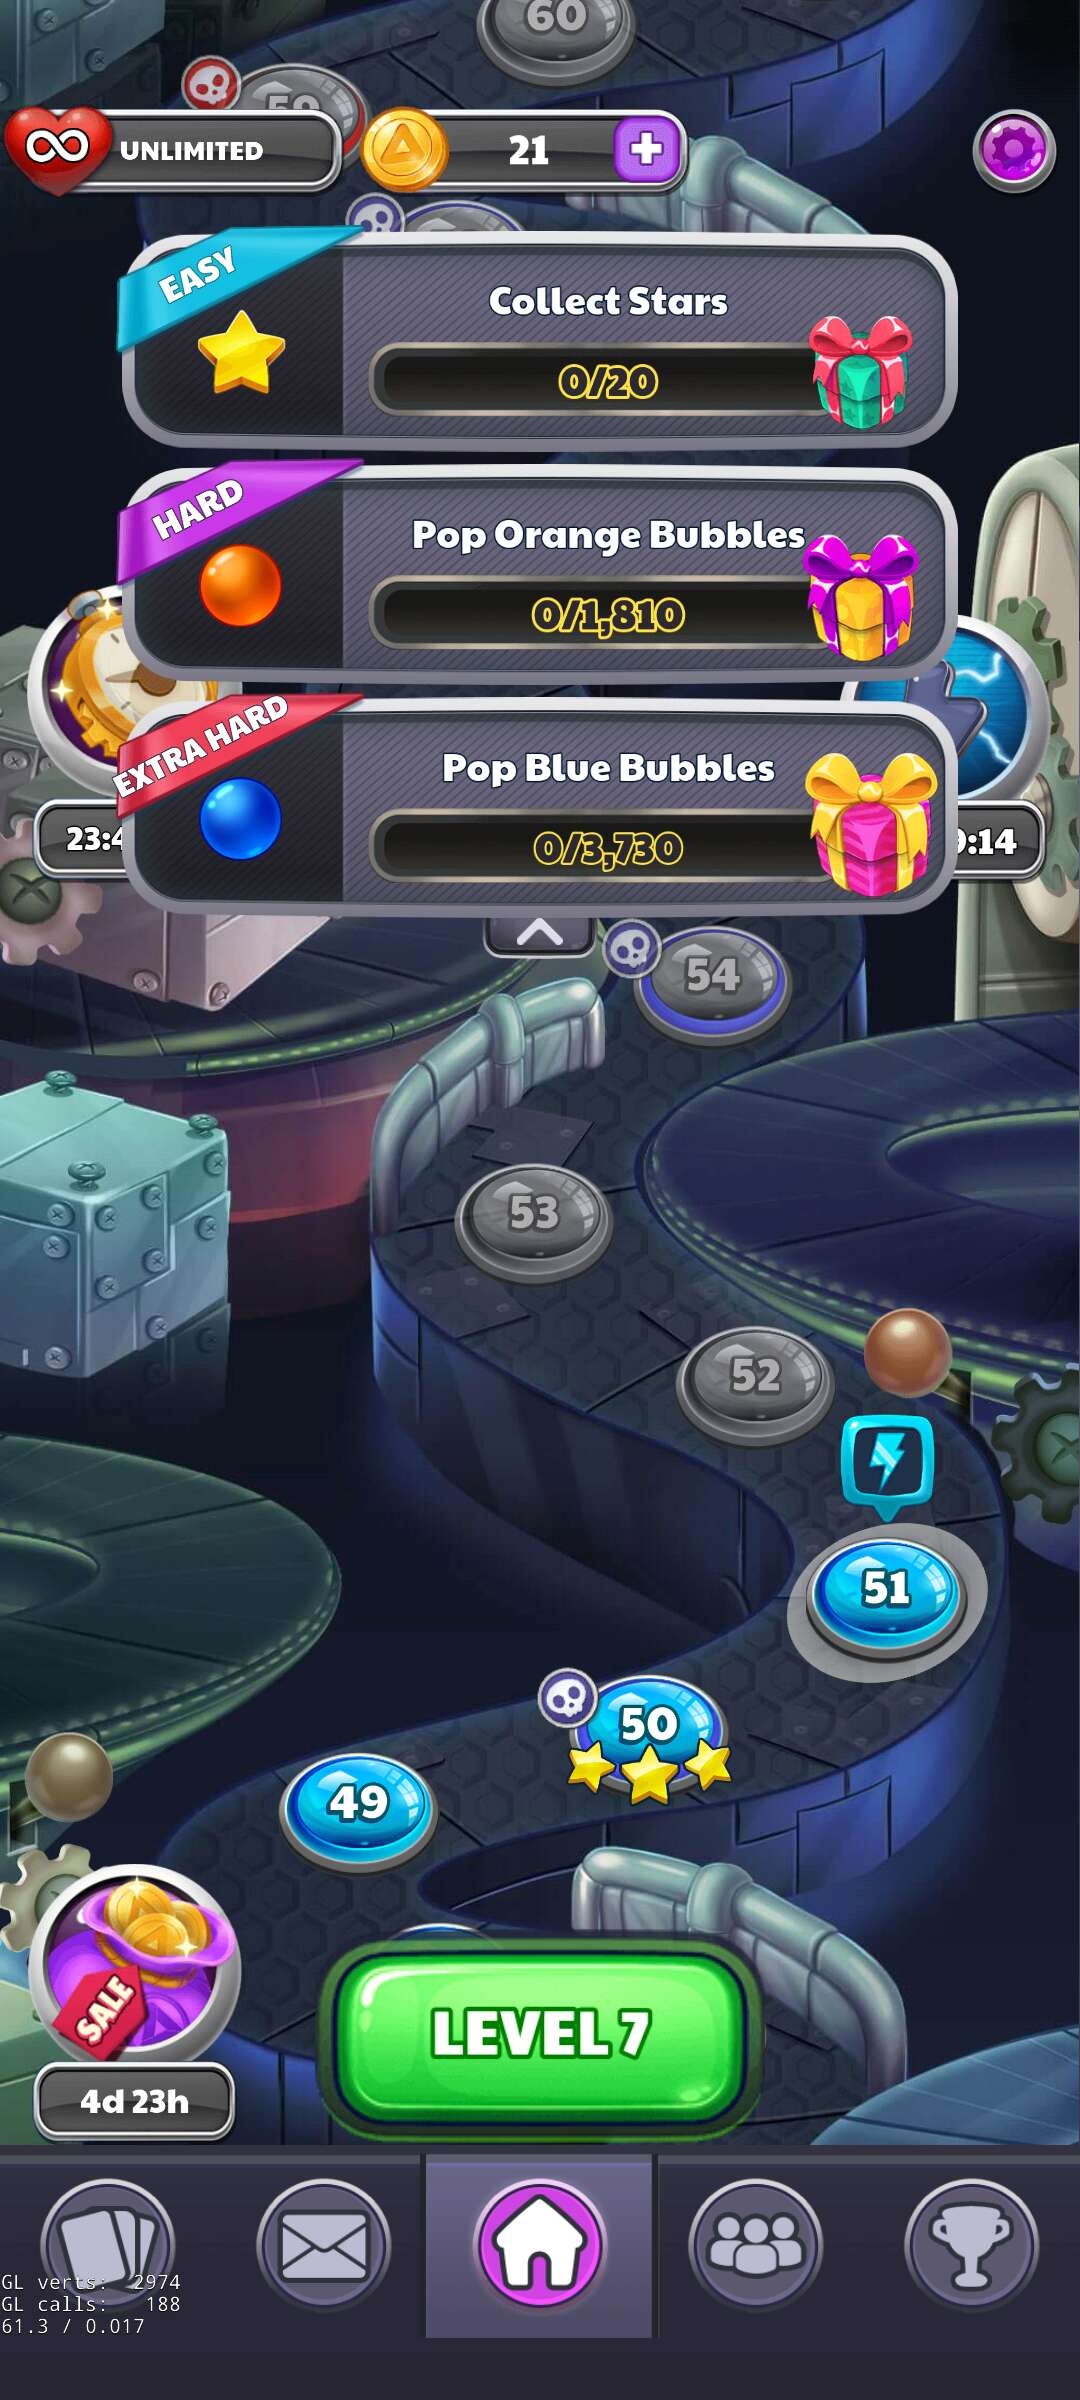 60
59
UNLIMITED
21
EASY
Collect Stars
0/20
HARD
Pop Orange Bubbles
0/1,810
EXTRA HARD
Pop Blue Bubbles
0/3,730
23:4
9:14
54
53
52
51
50
49
SALE
4d 23h
LEVEL 7
GL verts: 2974
GL calls: 188
61.3 / 0.017